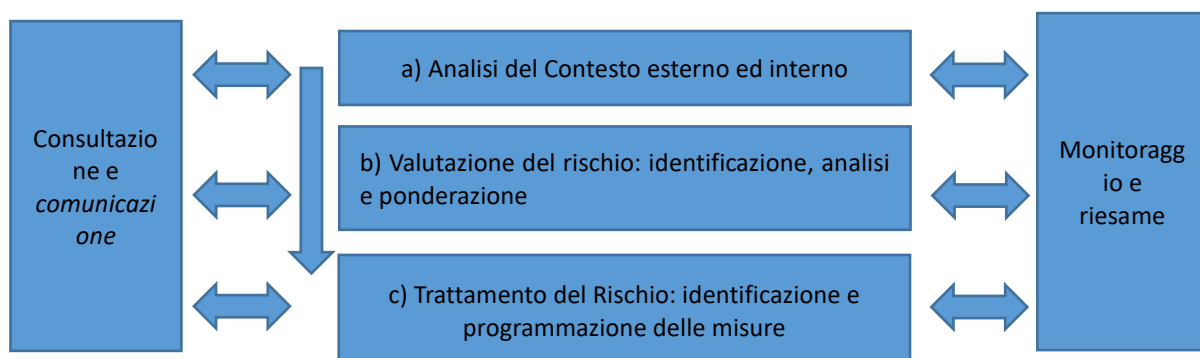 Consultazio
ne e
comunicazi
one
a) Analisi del Contesto esterno ed interno
b) Valutazione del rischio: identificazione, analisi
e ponderazione
c) Trattamento del Rischio: identificazione e
programmazione delle misure
Monitoragg
io e
riesame